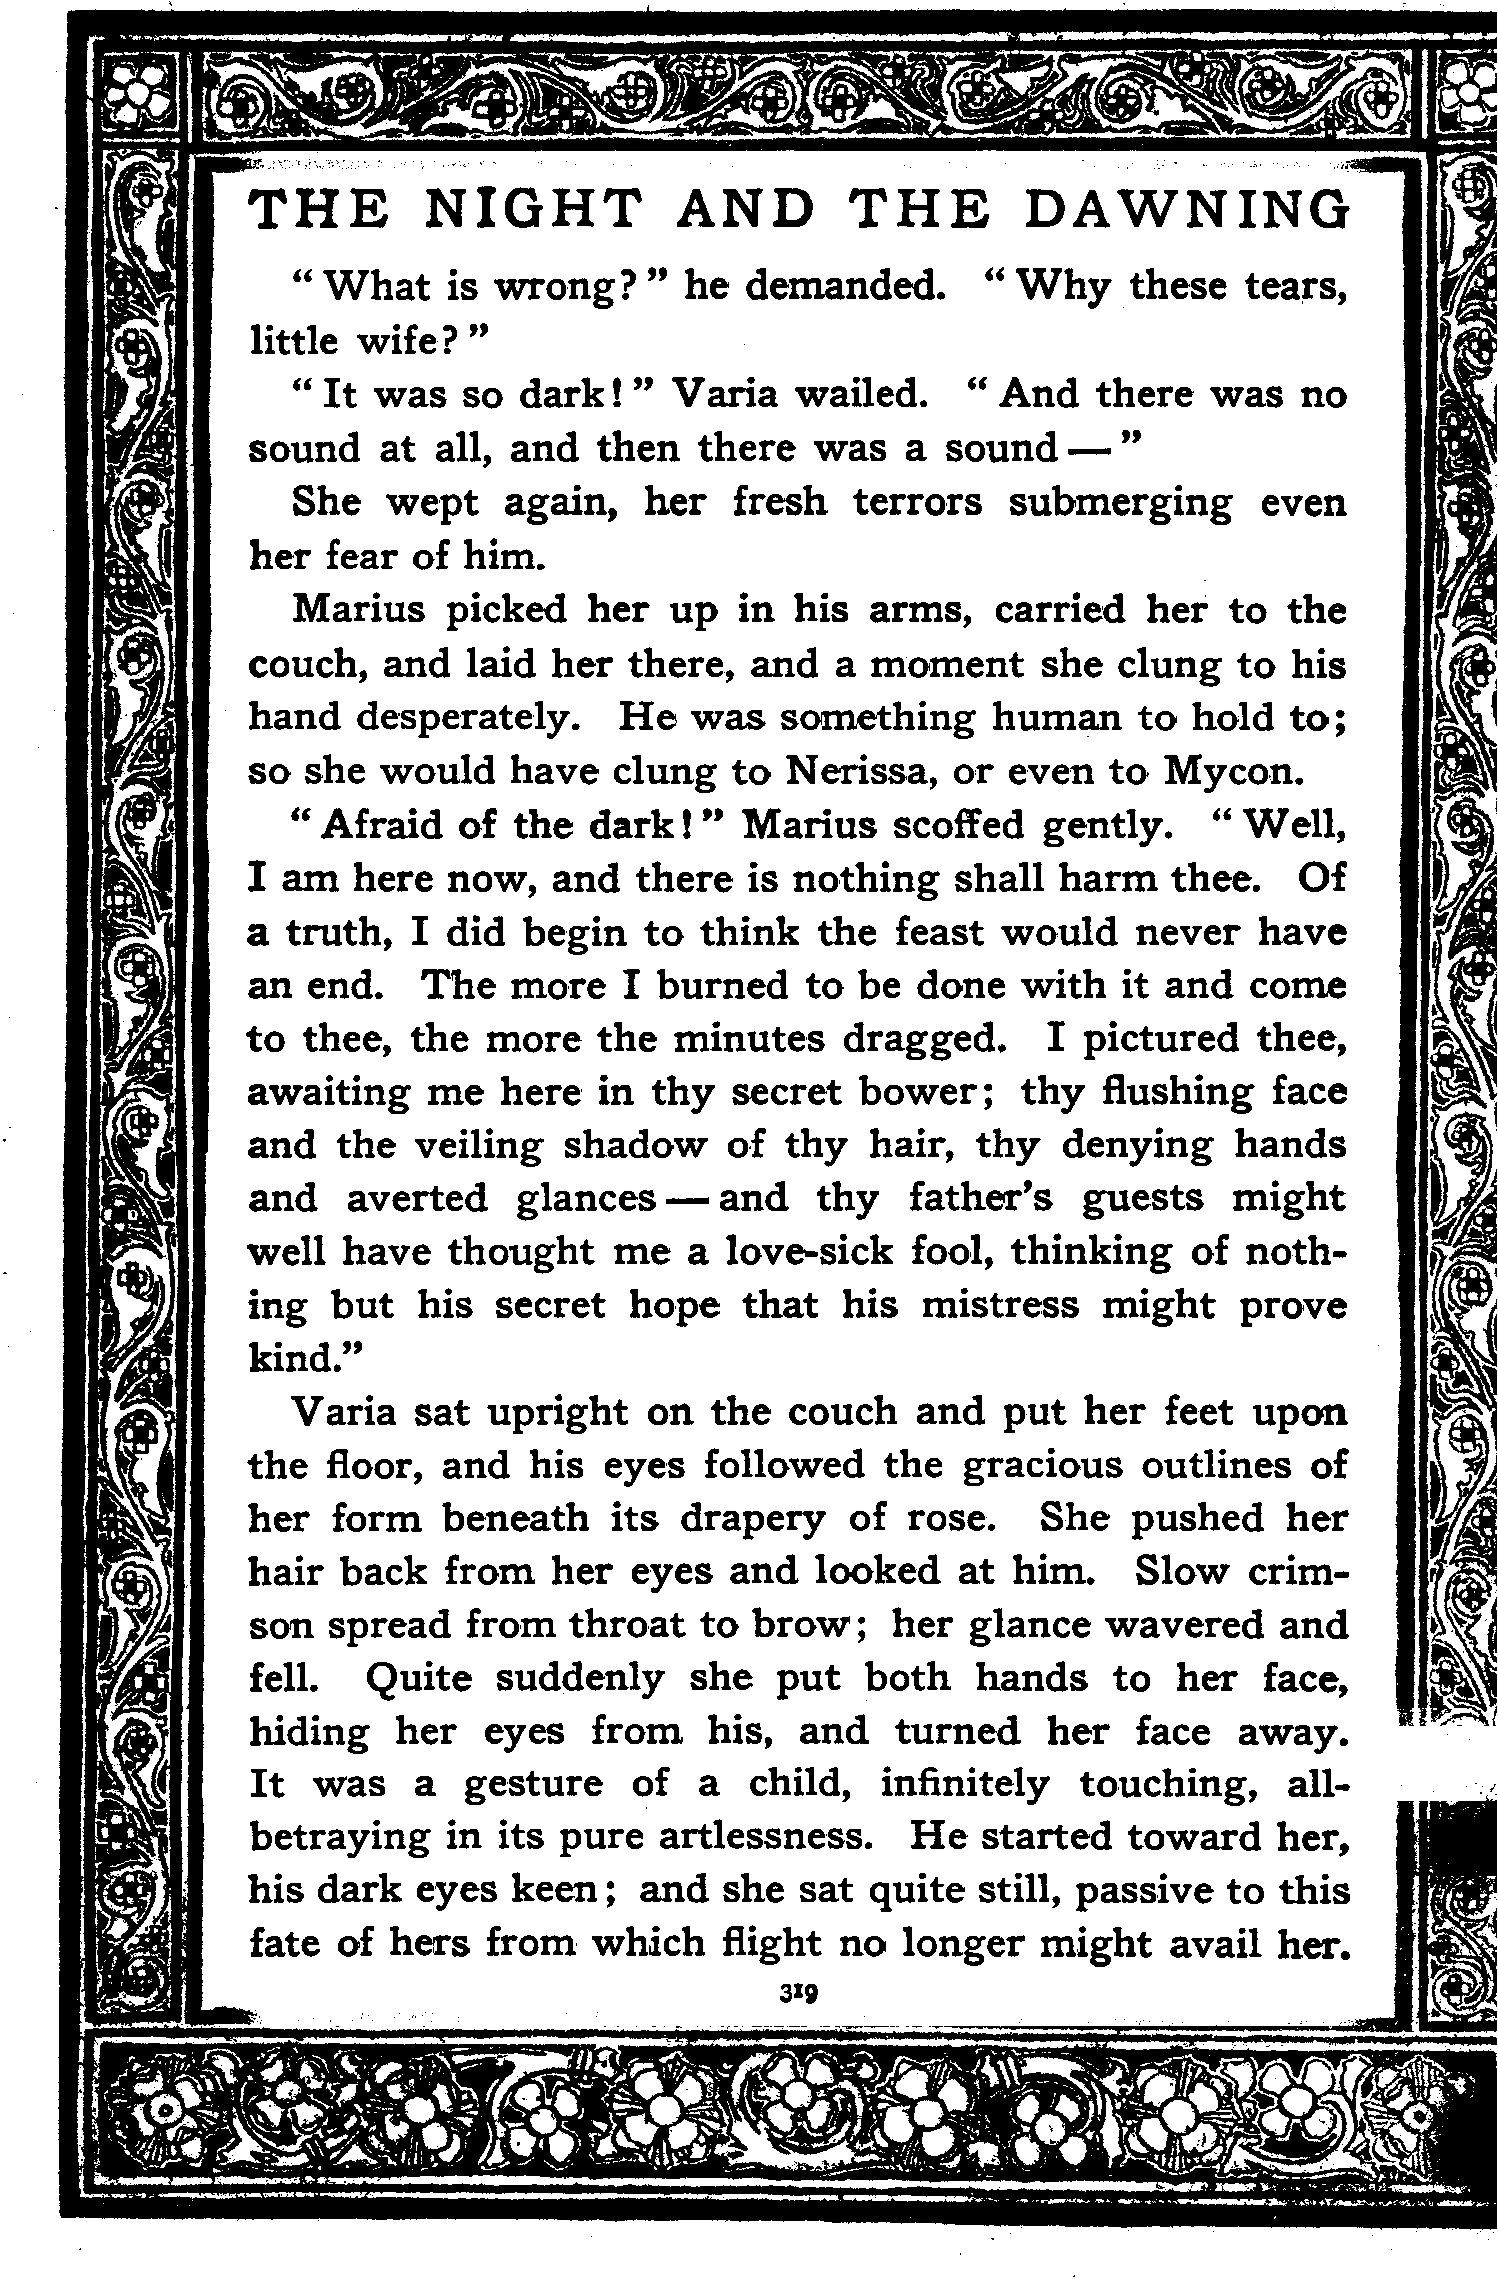 THE NIGHT AND THE DAWNING
“ What is wrong? ” he demanded. “ Why these tears,
little wife? ”
“ It was so dark! ” Varia wailed. “ And there was no
sound at all, and then there was a sound — ”
She wept again, her fresh terrors submerging even
her fear of him.
Marius picked her up in his arms, carried her to the
couch, and laid her there, and a moment she clung to his
hand desperately. He was something human to hold to;
so she would have clung to Nerissa, or even to Mycon.
“ Afraid of the dark! ” Marius scoffed gently. “ Well,
I am here now, and there is nothing shall harm thee. Of
a truth, I did begin to think the feast would never have
an end. The more I burned to be done with it and come
to thee, the more the minutes dragged. I pictured thee,
awaiting me here in thy secret bower; thy flushing face
and the veiling shadow of thy hair, thy denying hands
and averted glances — and thy father’s guests might
well have thought me a love-sick fool, thinking of noth-
ing but his secret hope that his mistress might prove
kind.”
Varia sat upright on the couch and put her feet upon
the floor, and his eyes followed the gracious outlines of
her form beneath its drapery of rose. She pushed her
hair back from her eyes and looked at him. Slow crim-
son spread from throat to brow; her glance wavered and
fell. Quite suddenly she put both hands to her face,
hiding her eyes from his, and turned her face away.
It was a gesture of a child, infinitely touching, all-
betraying in its pure artlessness. He started toward her,
his dark eyes keen; and she sat quite still, passive to this
fate of hers from which flight no longer might avail her.
319